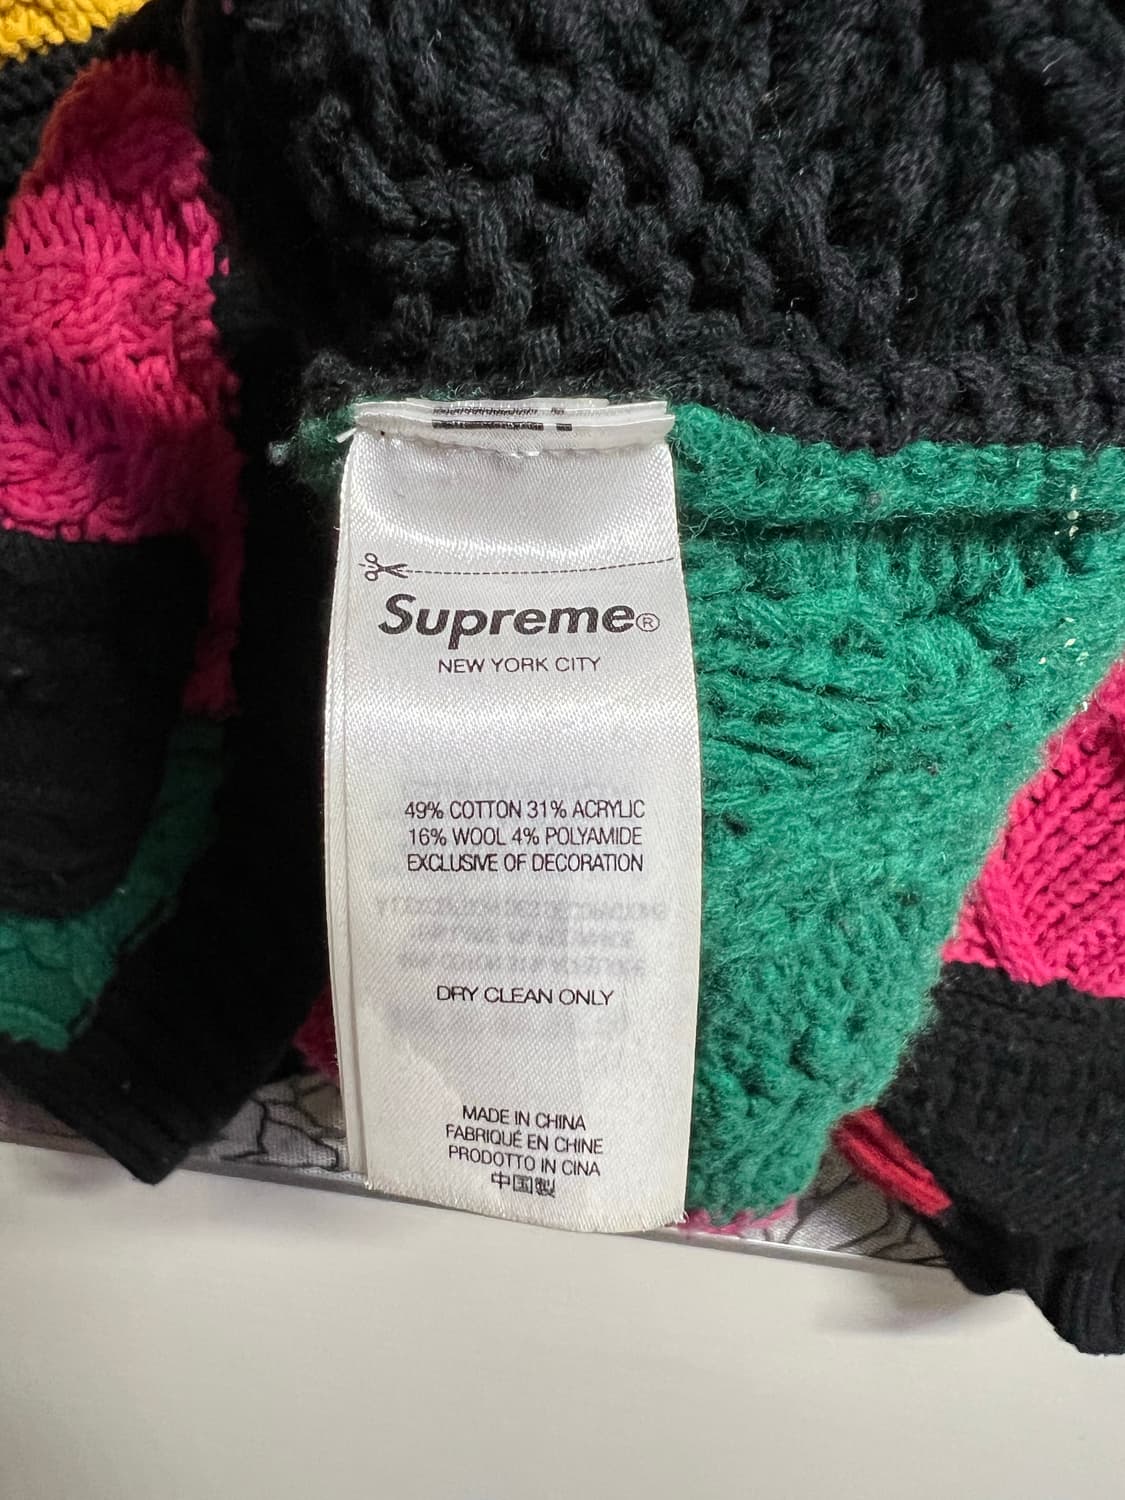 Supreme®
NEW YORK CITY
49% COTTON 31% ACRYLIC
16% WOOL 4% POLYAMIDE
EXCLUSIVE OF DECORATION
DRY CLEAN ONLY
MADE IN CHINA
FABRIQUÉ EN CHINE
PRODOTTO IN CINA
中国製